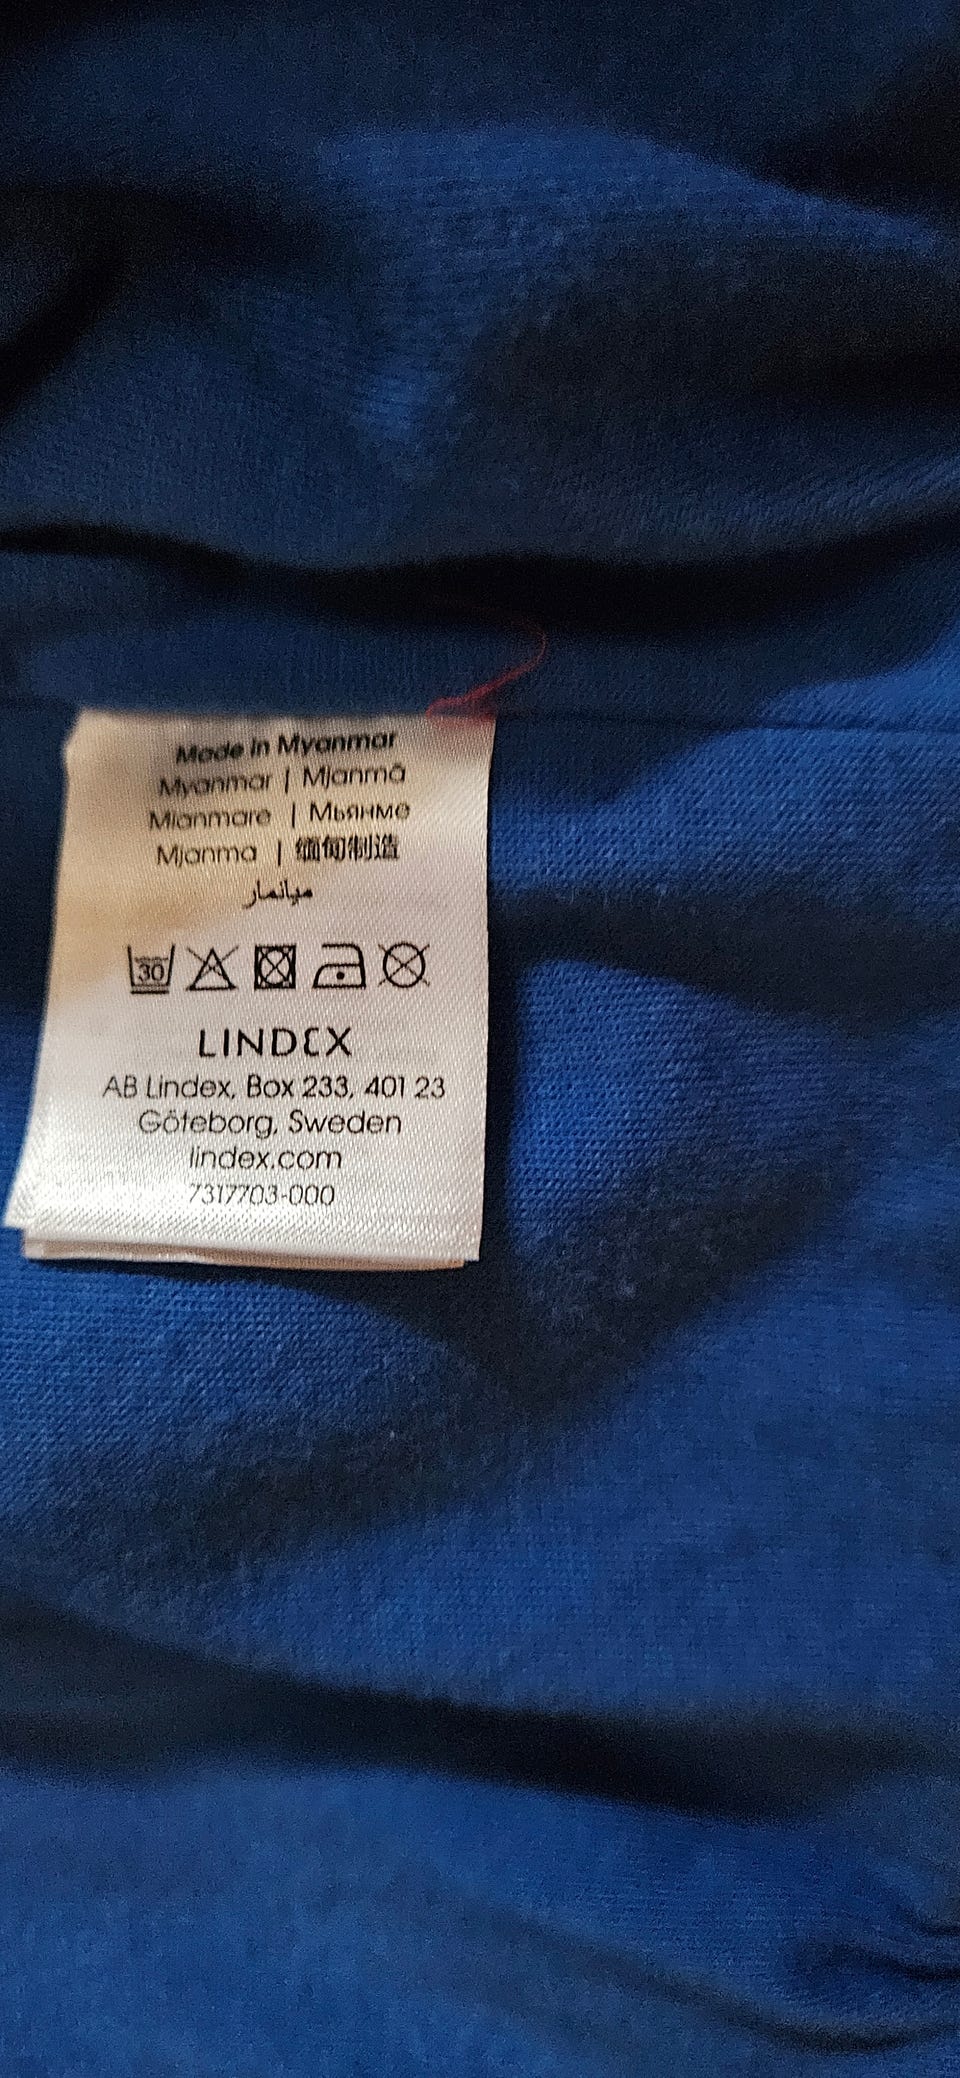 Made in Myanmar
Myanmar | Mjanmā
Mianmare | Мьянме
Mjanma | 缅甸制造
ميانمار
30
LINDEX
AB Lindex, Box 233, 401 23
Göteborg, Sweden
lindex.com
7317703-000